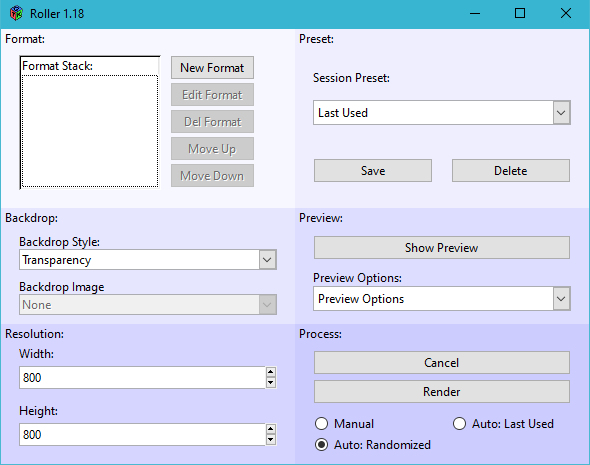 Roller 1.18
Format:
Format Stack:
New Format
Edit Format
Del Format
Move Up
Move Down
Preset:
Session Preset:
Last Used
Save
Delete
Backdrop:
Backdrop Style:
Transparency
Backdrop Image
None
Preview:
Show Preview
Preview Options:
Preview Options
Resolution:
Width:
800
Height:
800
Process:
Cancel
Render
Manual
Auto: Last Used
Auto: Randomized